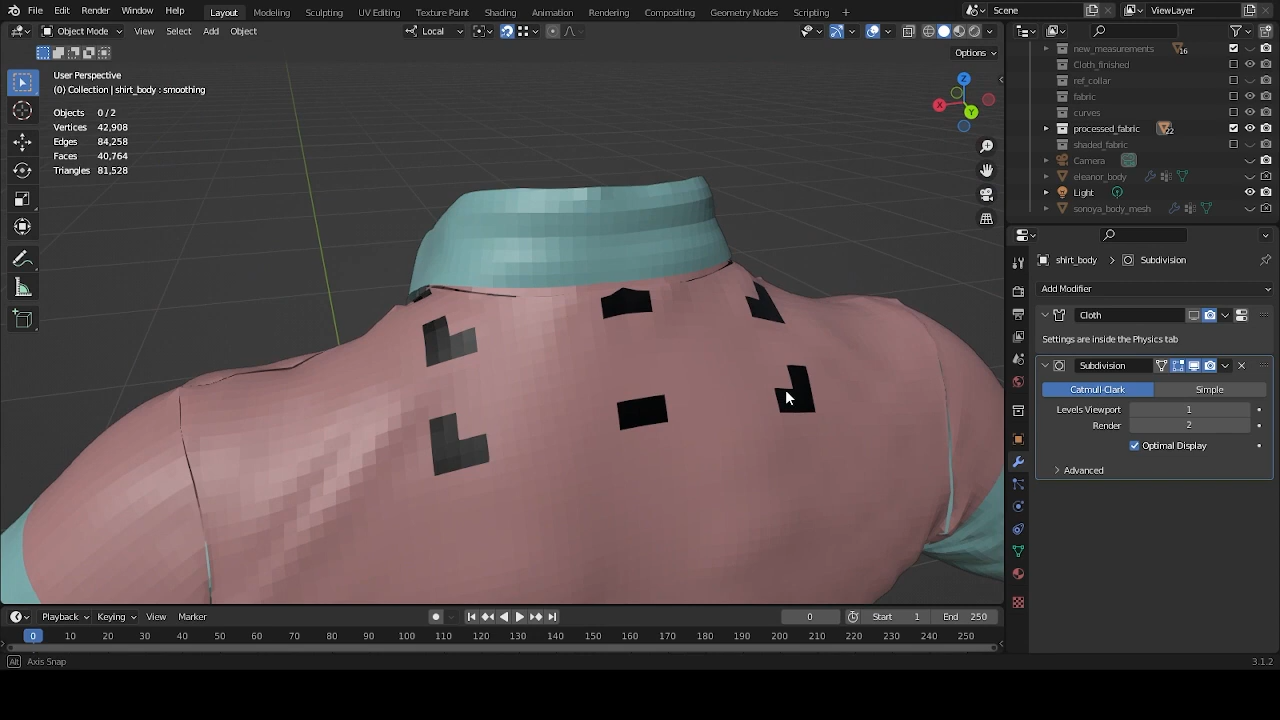 File Edit Render Window Help Layout Modeling Sculpting UV Editing Texture Paint Shading Animation Rendering Compositing Geometry Nodes Scripting + Scene ViewLayer
Object Mode View Select Add Object Local
Options
User Perspective
(0) Collection | shirt_body : smoothing
Objects 0 / 2
Vertices 42,908
Edges 84,258
Faces 40,764
Triangles 81,528
Z
X
Y
new_measurements 16
Cloth_finished
ref_collar
fabric
curves
processed_fabric 22
shaded_fabric
Camera
eleanor_body
Light
sonoya_body_mesh
shirt_body > Subdivision
Add Modifier
Cloth
Settings are inside the Physics tab
Subdivision
Catmull-Clark Simple
Levels Viewport 1
Render 2
Optimal Display
> Advanced
Playback Keying View Marker 0 Start 1 End 250
0 10 20 30 40 50 60 70 80 90 100 110 120 130 140 150 160 170 180 190 200 210 220 230 240 250
Alt Axis Snap 3.1.2